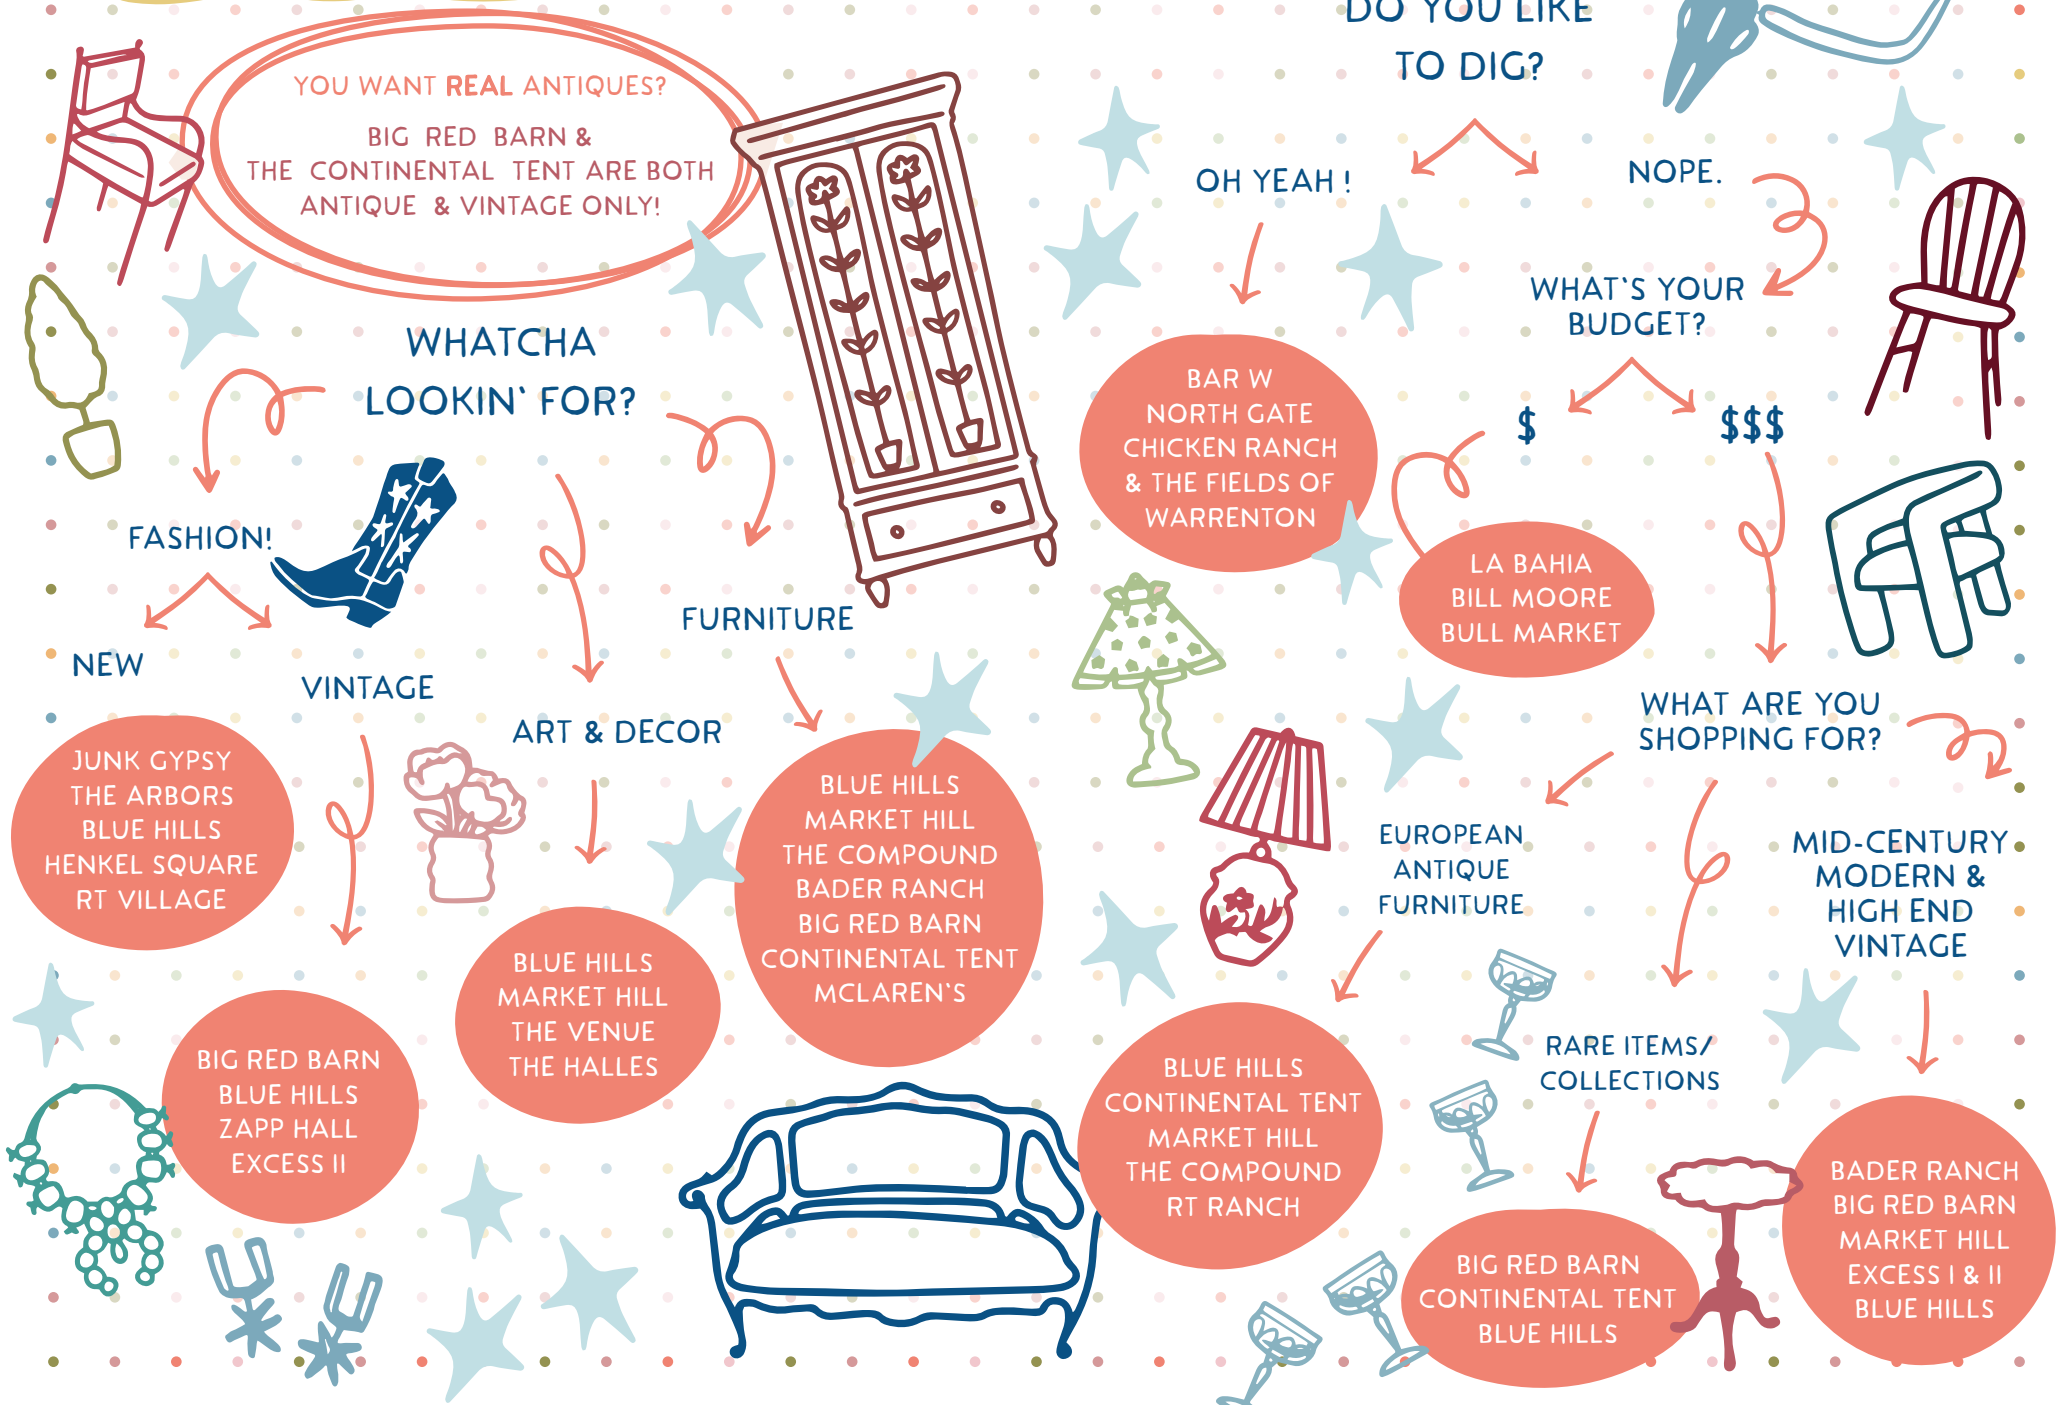 YOU WANT REAL ANTIQUES?
BIG RED BARN &
THE CONTINENTAL TENT ARE BOTH
ANTIQUE & VINTAGE ONLY!
WHATCHA
LOOKIN' FOR?
FASHION!
NEW
JUNK GYPSY
THE ARBORS
BLUE HILLS
HENKEL SQUARE
RT VILLAGE
VINTAGE
BIG RED BARN
BLUE HILLS
ZAPP HALL
EXCESS II
ART & DECOR
BLUE HILLS
MARKET HILL
THE VENUE
THE HALLES
FURNITURE
BLUE HILLS
MARKET HILL
THE COMPOUND
BADER RANCH
BIG RED BARN
CONTINENTAL TENT
MCLAREN'S
DO YOU LIKE
TO DIG?
OH YEAH !
BAR W
NORTH GATE
CHICKEN RANCH
& THE FIELDS OF
WARRENTON
NOPE.
WHAT'S YOUR
BUDGET?
$
LA BAHIA
BILL MOORE
BULL MARKET
$$$
WHAT ARE YOU
SHOPPING FOR?
EUROPEAN
ANTIQUE
FURNITURE
BLUE HILLS
CONTINENTAL TENT
MARKET HILL
THE COMPOUND
RT RANCH
RARE ITEMS/
COLLECTIONS
BIG RED BARN
CONTINENTAL TENT
BLUE HILLS
MID-CENTURY
MODERN &
HIGH END
VINTAGE
BADER RANCH
BIG RED BARN
MARKET HILL
EXCESS I & II
BLUE HILLS